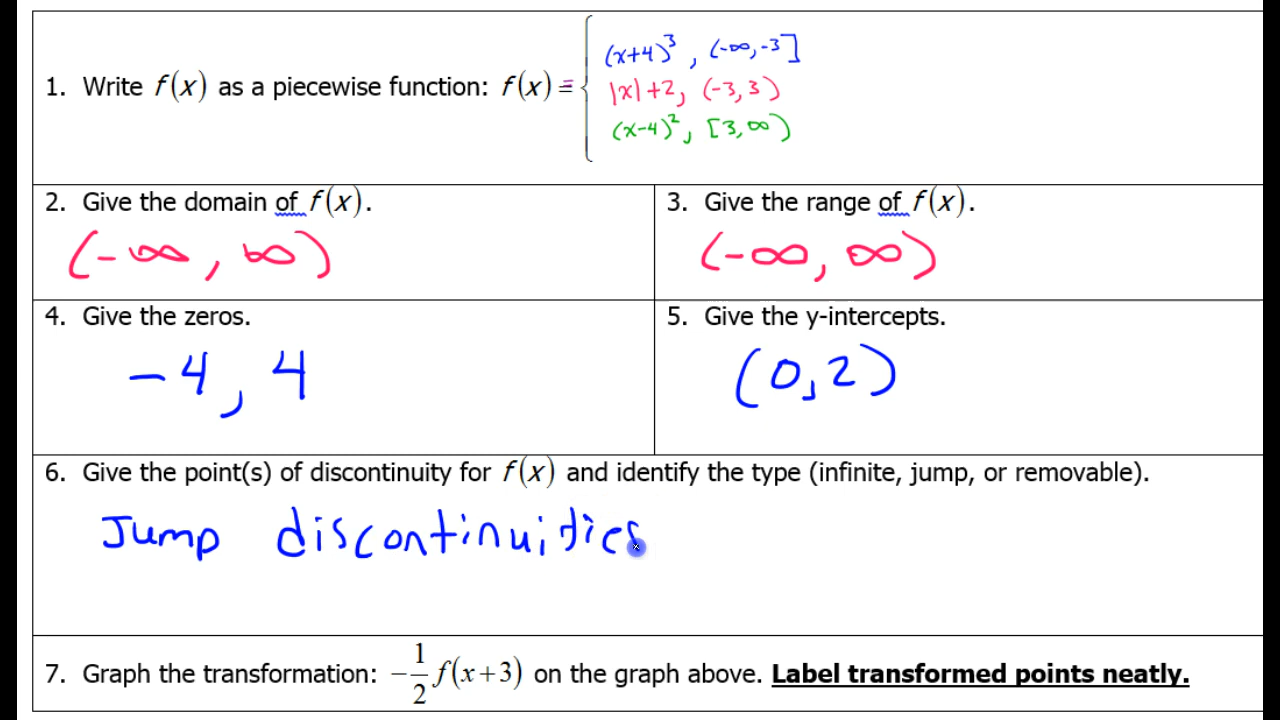 1. Write f(x) as a piecewise function: f(x) = {
(x+4)³, (-∞,-3]
|x|+2, (-3,3)
(x-4)², [3,∞)
2. Give the domain of f(x).
(-∞, ∞)
3. Give the range of f(x).
(-∞, ∞)
4. Give the zeros.
-4, 4
5. Give the y-intercepts.
(0,2)
6. Give the point(s) of discontinuity for f(x) and identify the type (infinite, jump, or removable).
Jump discontinuities
7. Graph the transformation: -1/2 f(x+3) on the graph above. Label transformed points neatly.